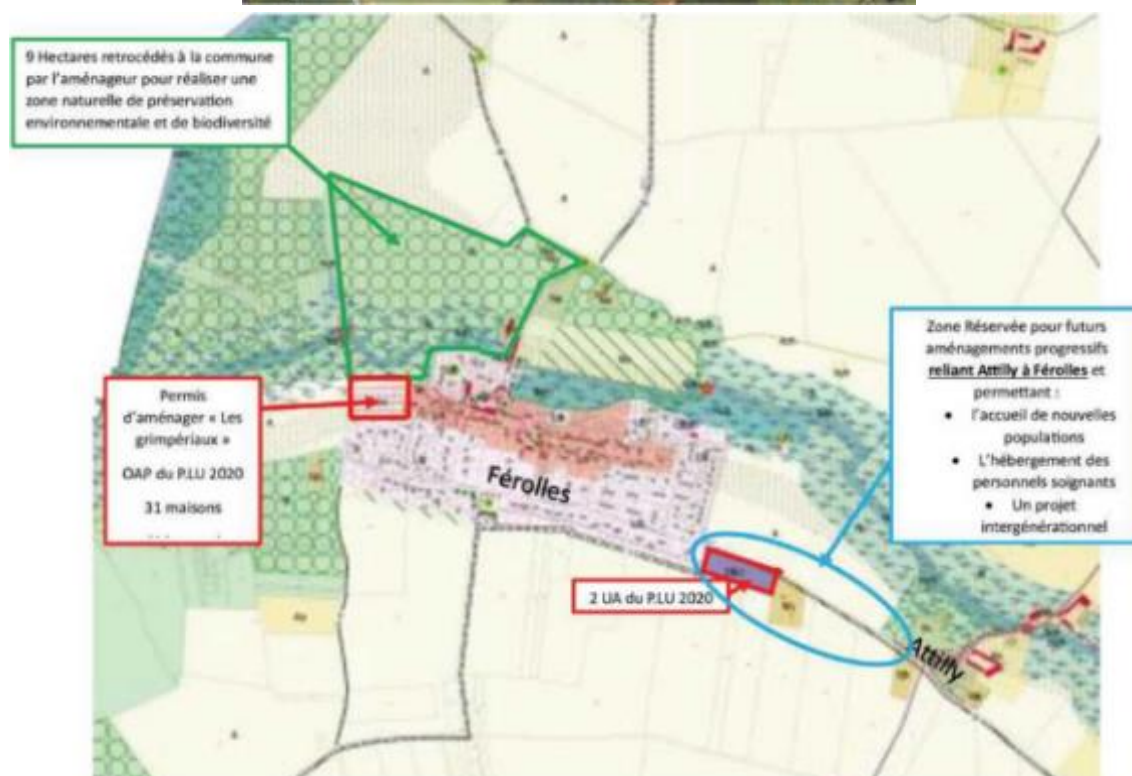 9 Hectares retrocédés à la commune
par l'aménageur pour réaliser une
zone naturelle de préservation
environnementale et de biodiversité
Zone Réservée pour futurs
aménagements progressifs
reliant Attilly à Férolles et
permettant :
• l'accueil de nouvelles
populations
• L'hébergement des
personnels soignants
• Un projet
intergénérationnel
Permis
d'aménager « Les
grimpériaux »
OAP du P.LU 2020
31 maisons
Férolles
2 UA du P.LU 2020
Attilly